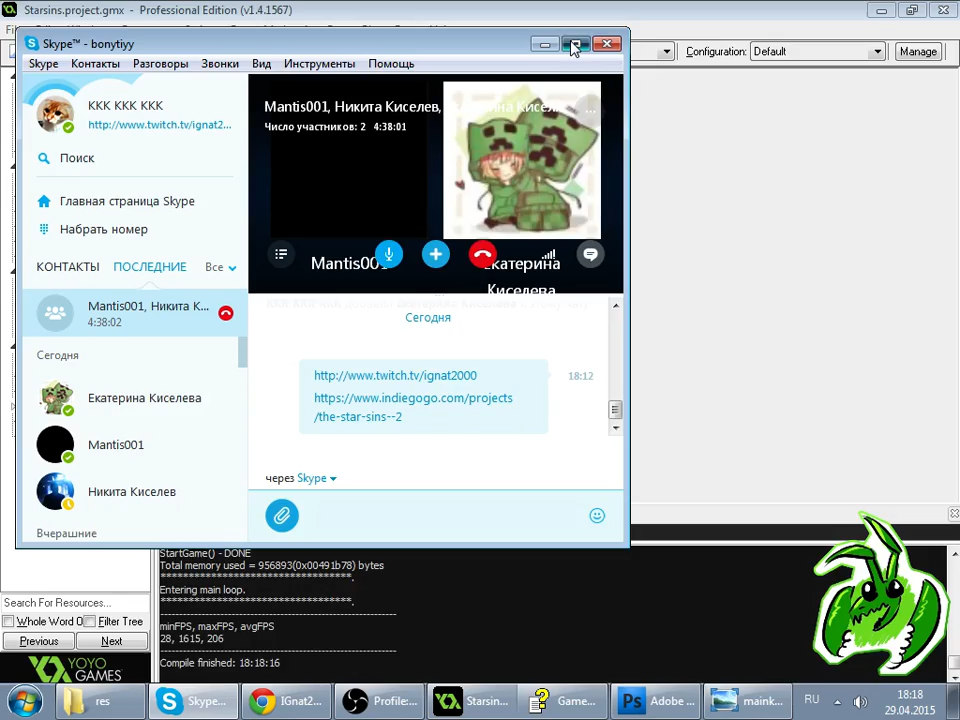 Starsins.project.gmx - Professional Edition (v1.4.1567)
Skype™ - bonytiyy
Configuration: Default Manage
Skype Контакты Разговоры Звонки Вид Инструменты Помощь
KKK KKK KKK
http://www.twitch.tv/ignat2...
Mantis001, Никита Киселев,
Число участников: 2 4:38:01
Поиск
Главная страница Skype
Набрать номер
КОНТАКТЫ ПОСЛЕДНИЕ Все
Mantis001
Екатерина
Киселева
Mantis001, Никита К...
4:38:02
Сегодня
Сегодня
http://www.twitch.tv/ignat2000
18:12
https://www.indiegogo.com/projects
/the-star-sins--2
Екатерина Киселева
Mantis001
Никита Киселев
Вчерашние
через Skype
StartGame() - DONE
Total memory used = 956893(0x00491b78) bytes
**********************************.
Entering main loop.
**********************************.
minFPS, maxFPS, avgFPS
28, 1615, 206
Compile finished: 18:18:16
Search For Resources...
Whole Word O Filter Tree
Previous Next
YOYO
GAMES
res
Skype...
IGnat2...
Profile:...
Starsin...
Game...
Adobe ...
maink...
RU
18:18
29.04.2015